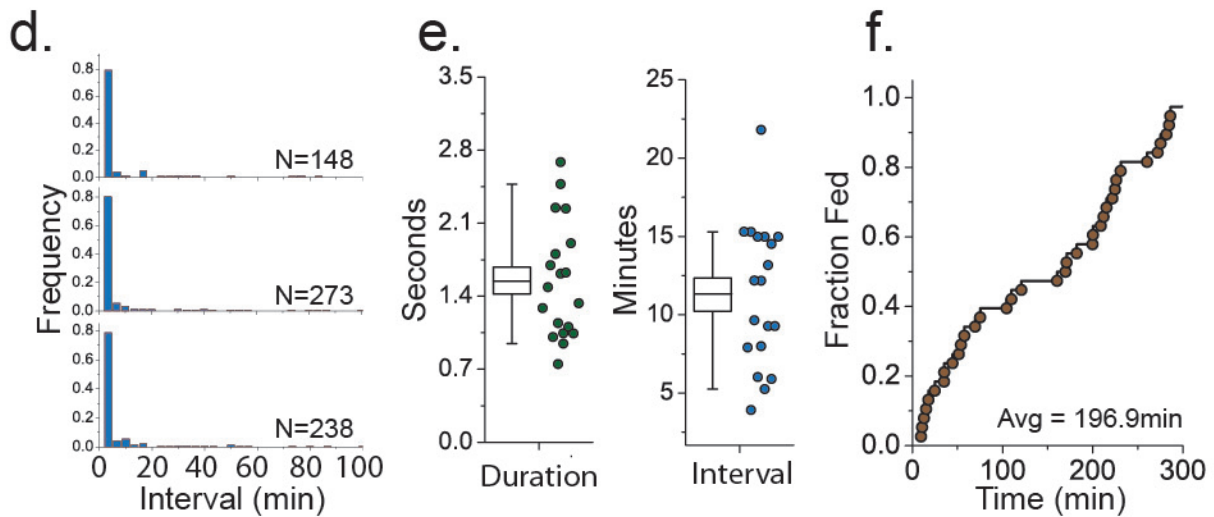 d.
Frequency
0.8
0.6
0.4
0.2
0.0
N=148
0.8
0.6
0.4
0.2
0.0
N=273
0.8
0.6
0.4
0.2
0.0
N=238
0 20 40 60 80 100
Interval (min)
e.
Seconds
3.5
2.8
2.1
1.4
0.7
0.0
Duration
Minutes
25
20
15
10
5
Interval
f.
Fraction Fed
1.0
0.8
0.6
0.4
0.2
0.0
Avg = 196.9min
0 100 200 300
Time (min)